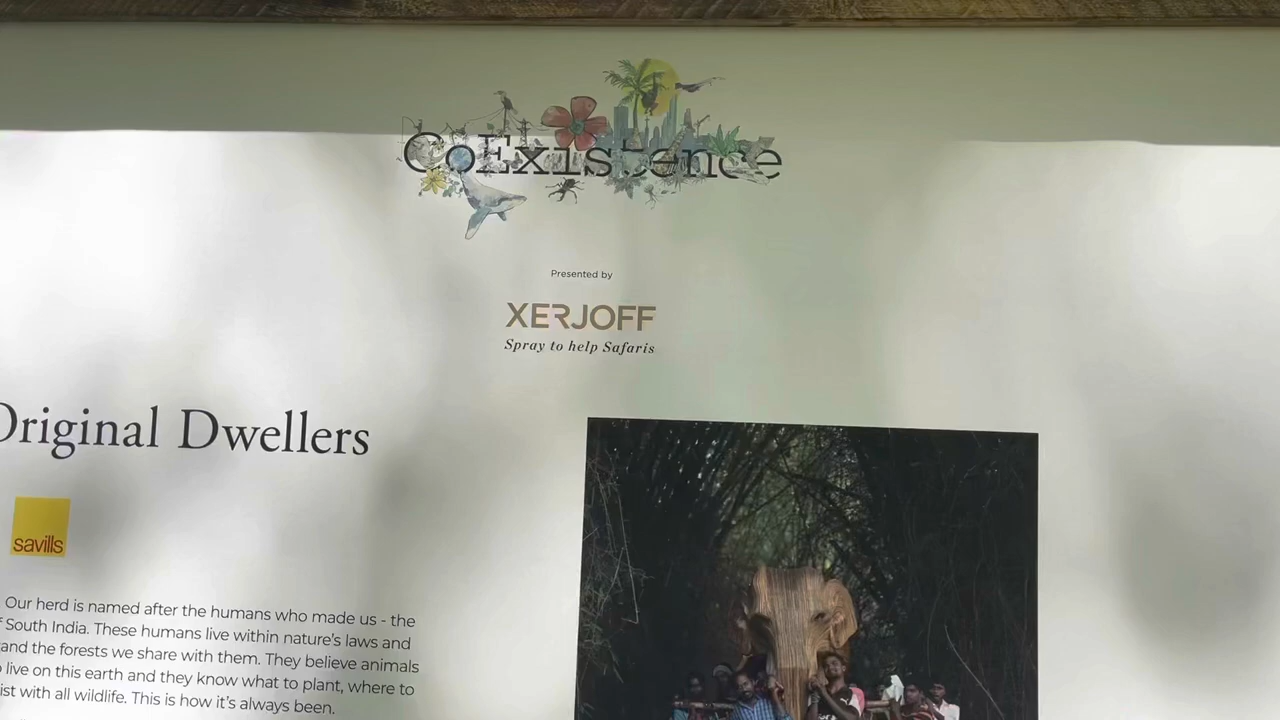 CoExistence
Presented by
XERJOFF
Spray to help Safaris
Original Dwellers
savills
Our herd is named after the humans who made us - the
South India. These humans live within nature's laws and
and the forests we share with them. They believe animals
live on this earth and they know what to plant, where to
with all wildlife. This is how it's always been.